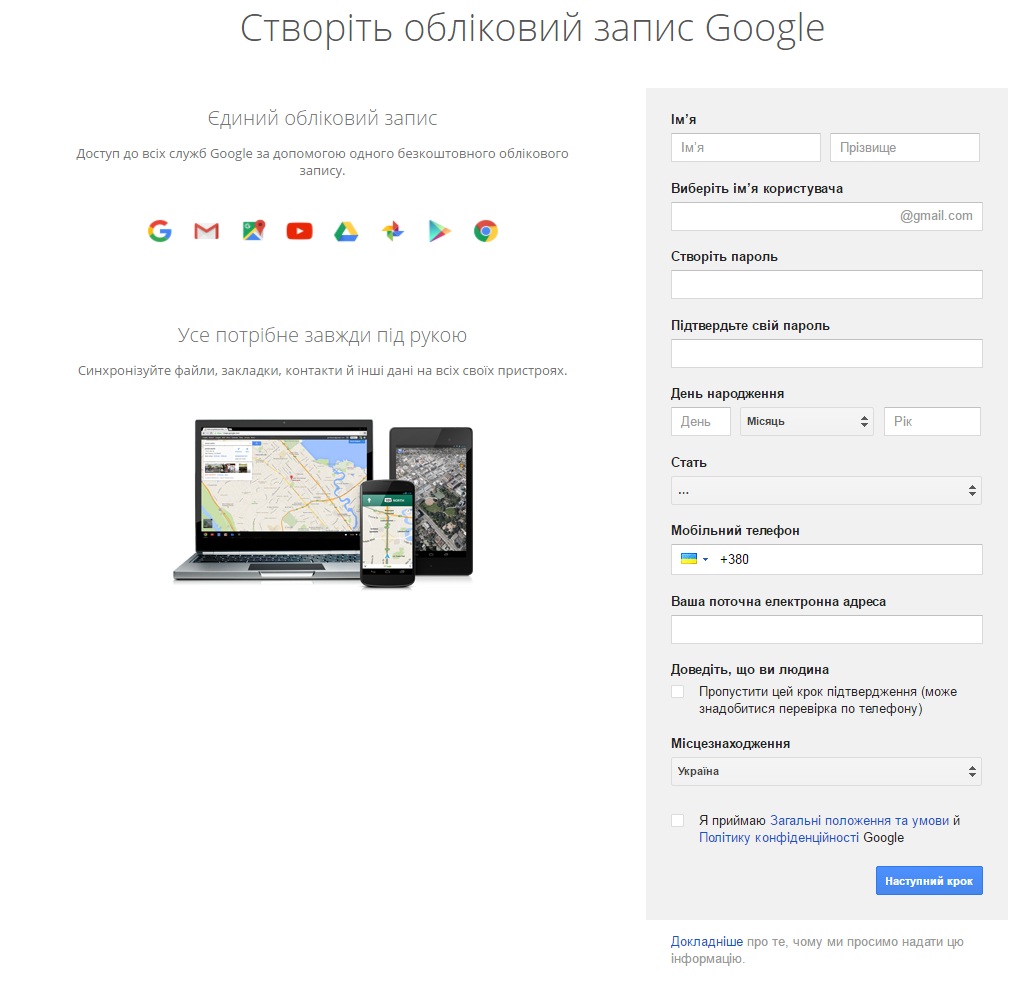 Створіть обліковий запис Google
Єдиний обліковий запис
Доступ до всіх служб Google за допомогою одного безкоштовного облікового
запису.
Усе потрібне завжди під рукою
Синхронізуйте файли, закладки, контакти й інші дані на всіх своїх пристроях.
Ім’я
Ім’я Прізвище
Виберіть ім’я користувача
@gmail.com
Створіть пароль
Підтвердьте свій пароль
День народження
День Місяць Рік
Стать
...
Мобільний телефон
+380
Ваша поточна електронна адреса
Доведіть, що ви людина
Пропустити цей крок підтвердження (може
знадобитися перевірка по телефону)
Місцезнаходження
Україна
Я приймаю Загальні положення та умови й
Політику конфіденційності Google
Наступний крок
Докладніше про те, чому ми просимо надати цю
інформацію.